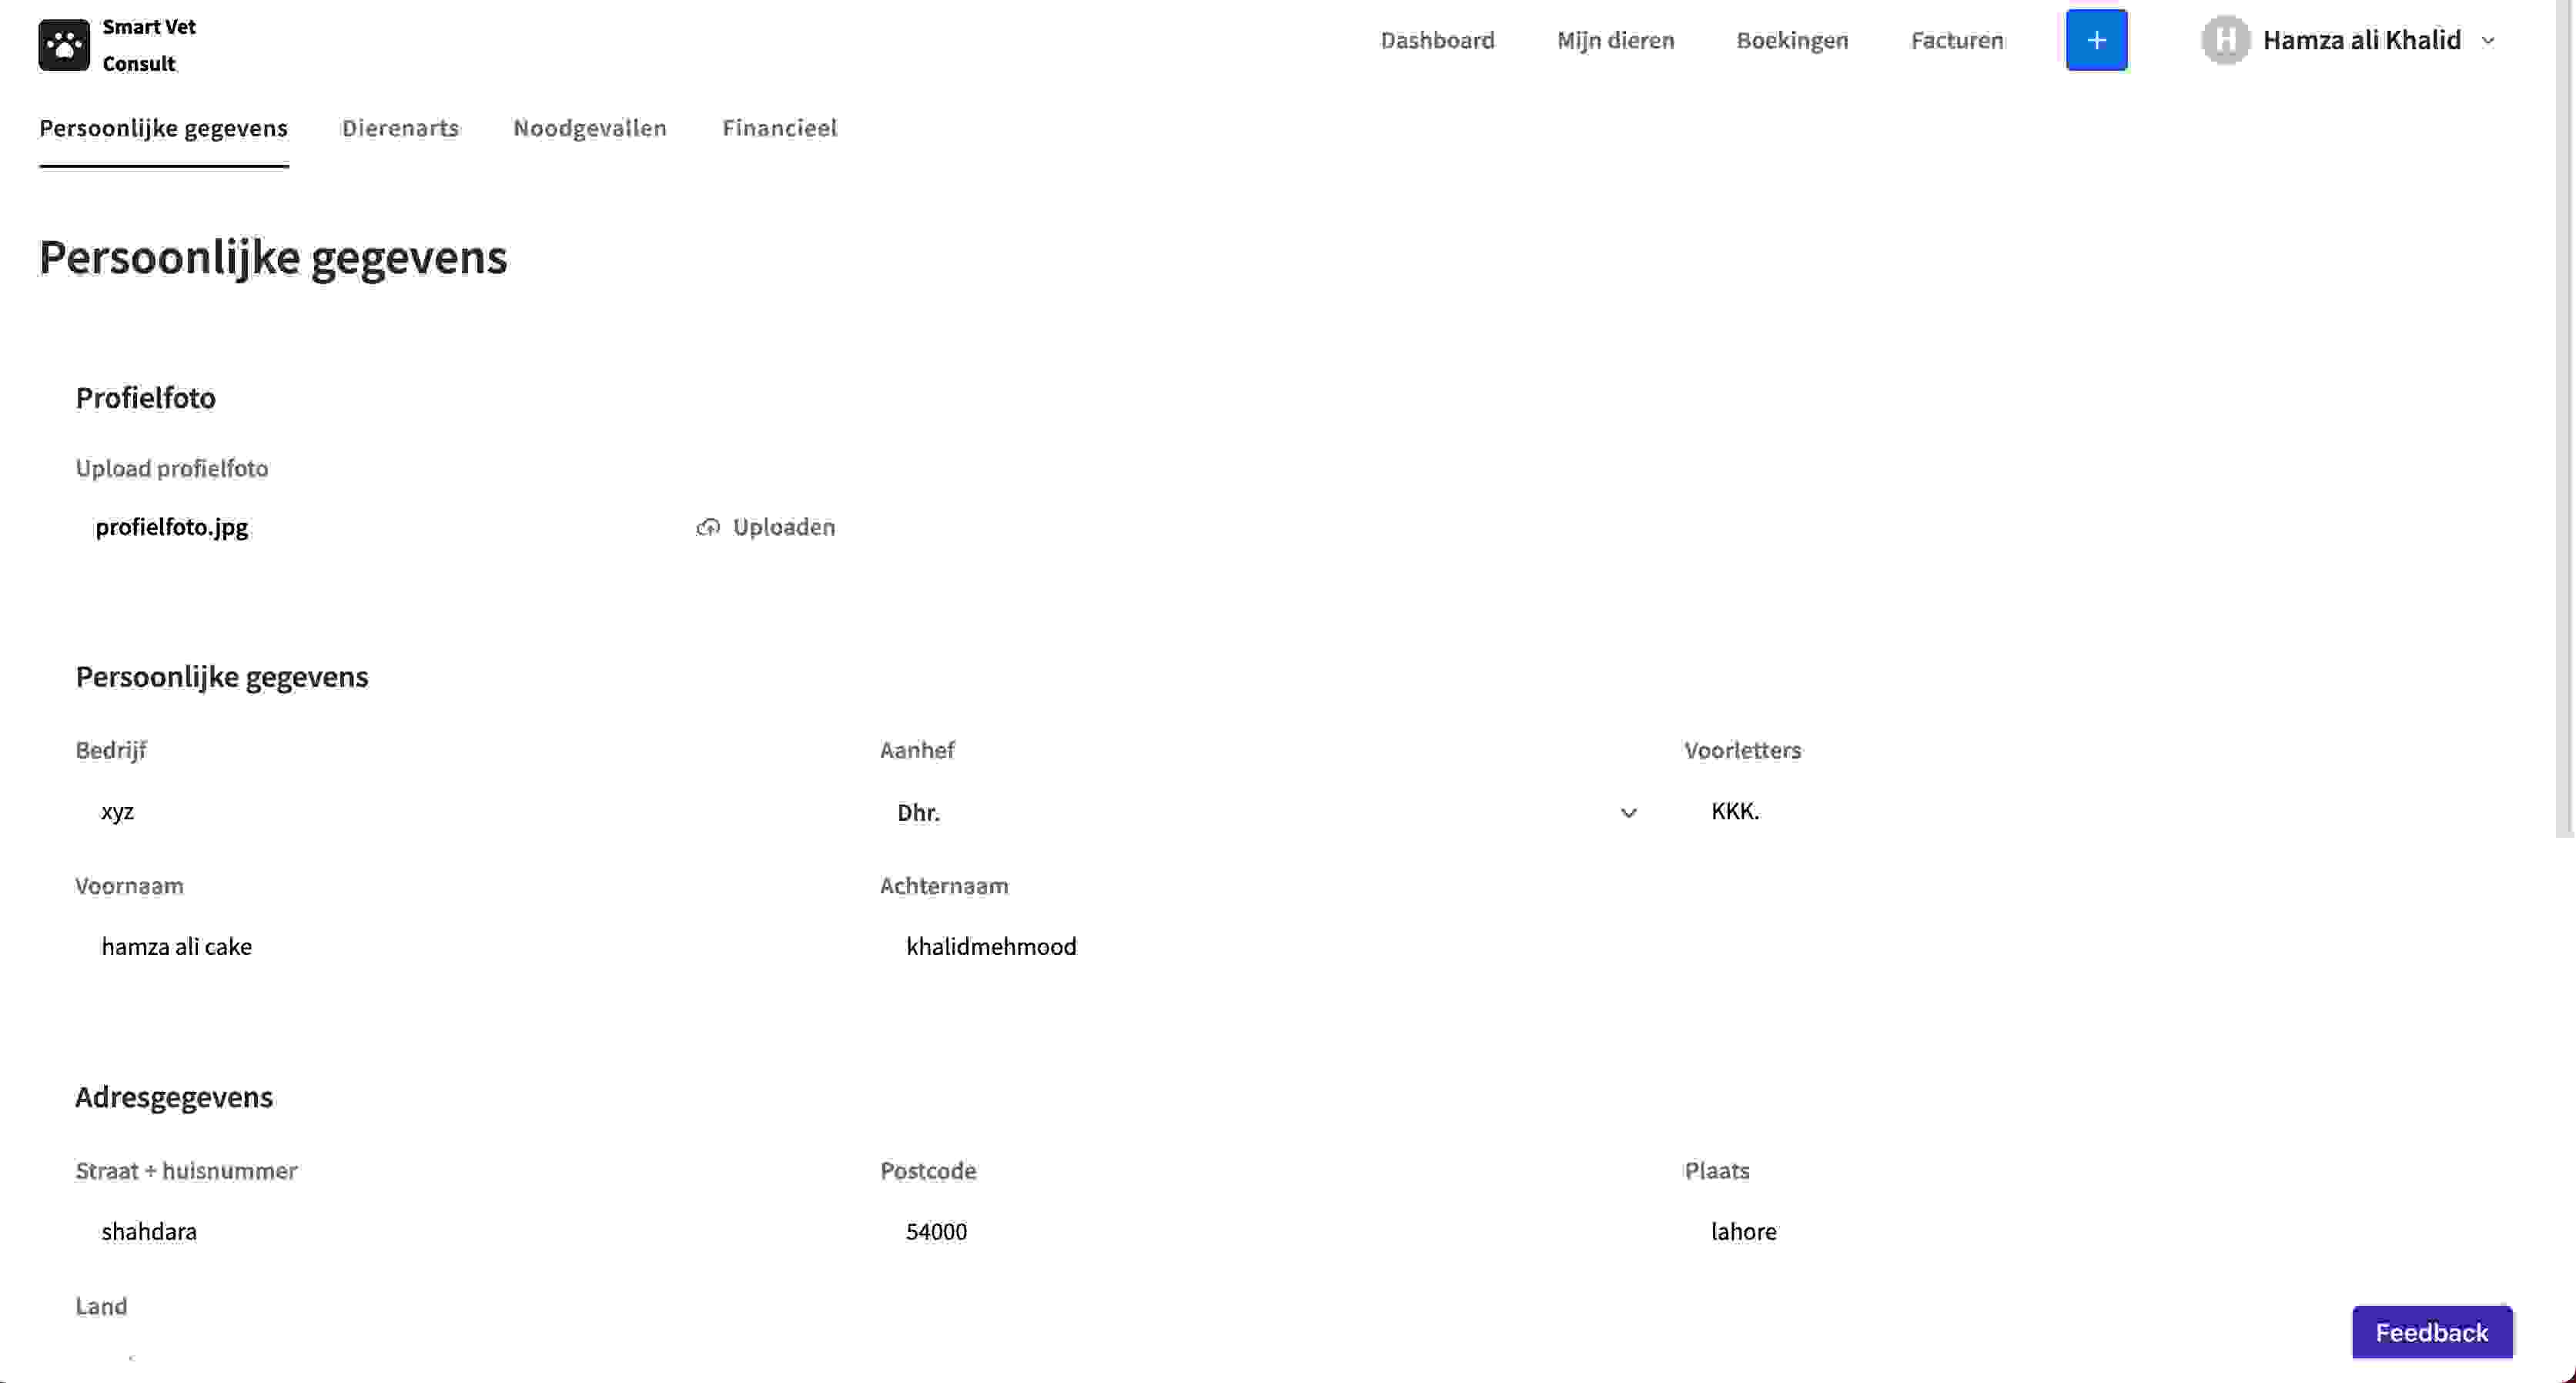 Smart Vet
Consult
Dashboard Mijn dieren Boekingen Facturen + H Hamza ali Khalid
Persoonlijke gegevens Dierenarts Noodgevallen Financieel
Persoonlijke gegevens
Profielfoto
Upload profielfoto
profielfoto.jpg Uploaden
Persoonlijke gegevens
Bedrijf Aanhef Voorletters
xyz Dhr. KKK.
Voornaam Achternaam
hamza ali cake khalidmehmood
Adresgegevens
Straat + huisnummer Postcode Plaats
shahdara 54000 lahore
Land
Feedback